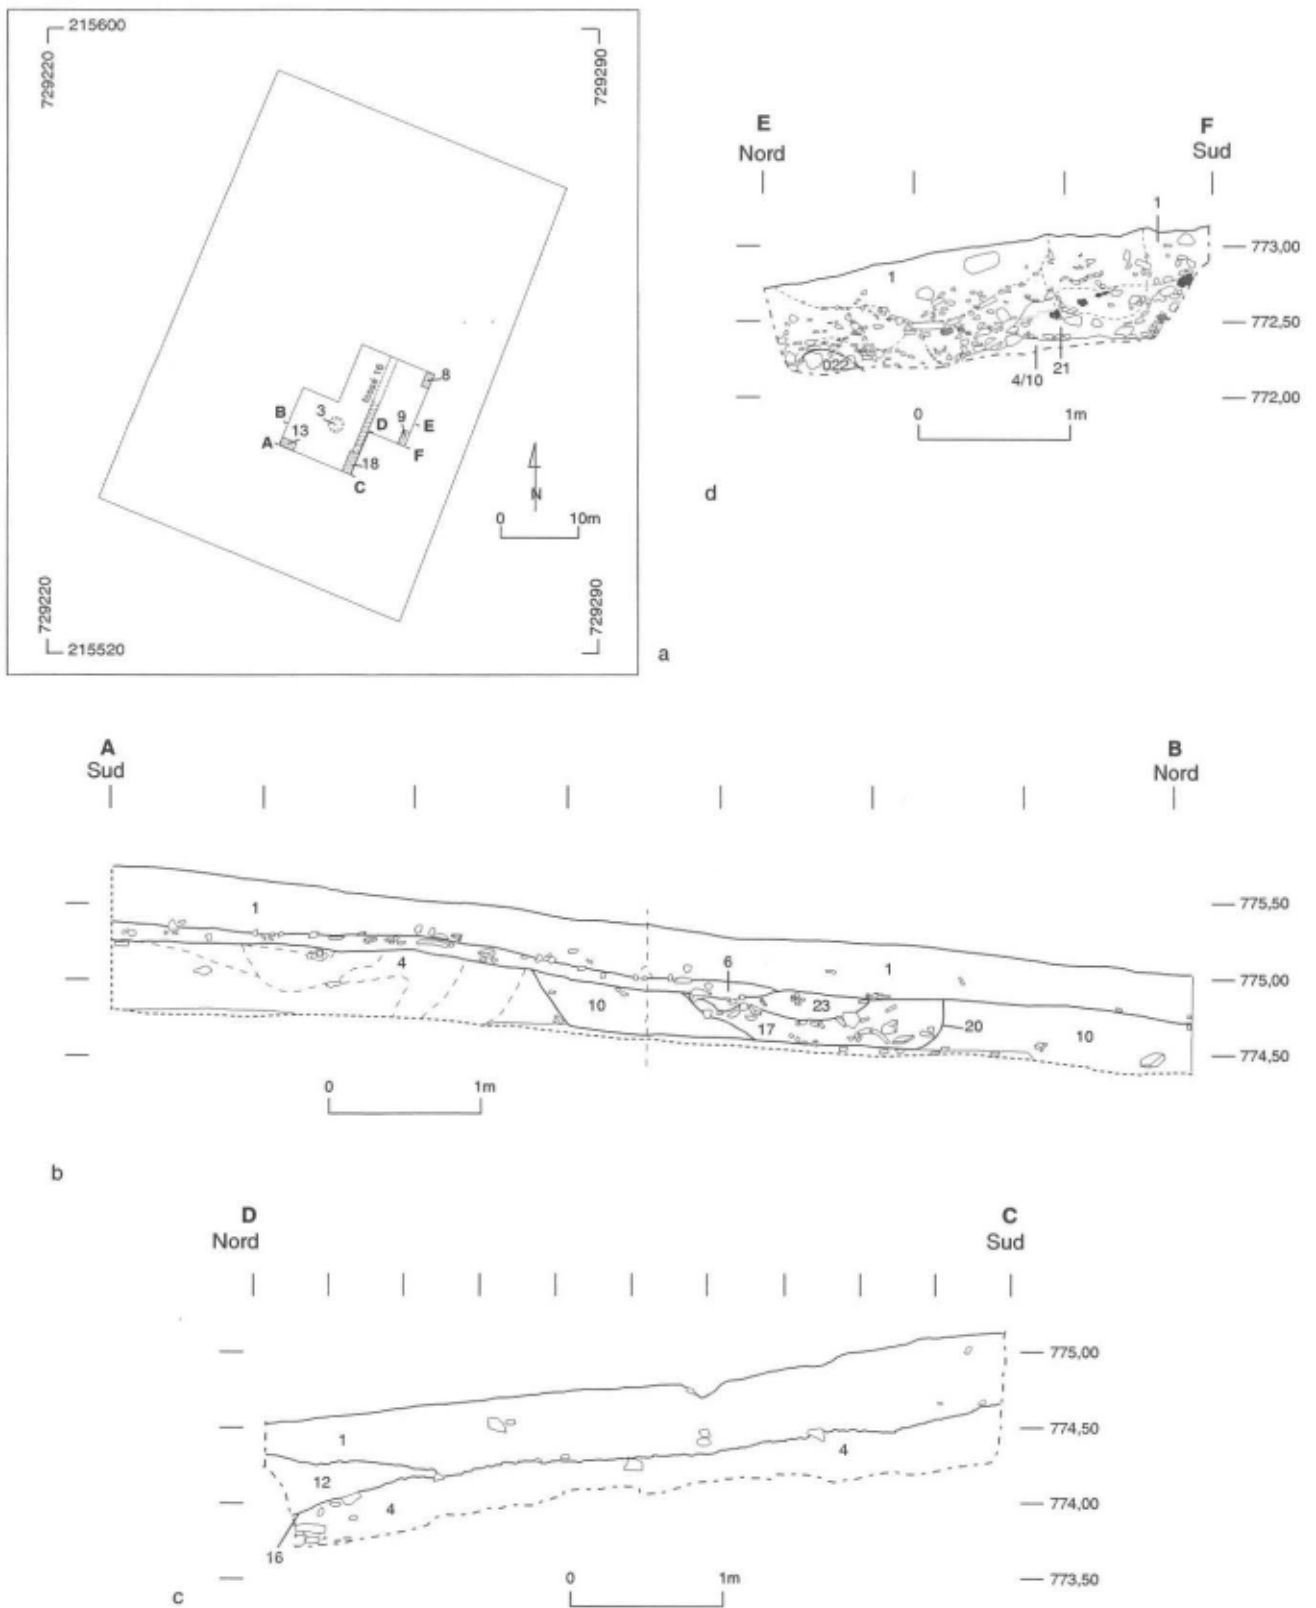 215600
729220
729290
fossé 16
8
B
3
9
D
E
A
13
F
18
C
N
0 10m
729220
729290
215520
a
E
Nord
F
Sud
1
773,00
1
772,50
022
21
4/10
772,00
0 1m
d
A
Sud
B
Nord
1
775,50
6
1
4
775,00
10
23
20
17
10
774,50
0 1m
b
D
Nord
C
Sud
775,00
1
774,50
4
12
4
774,00
16
773,50
0 1m
c